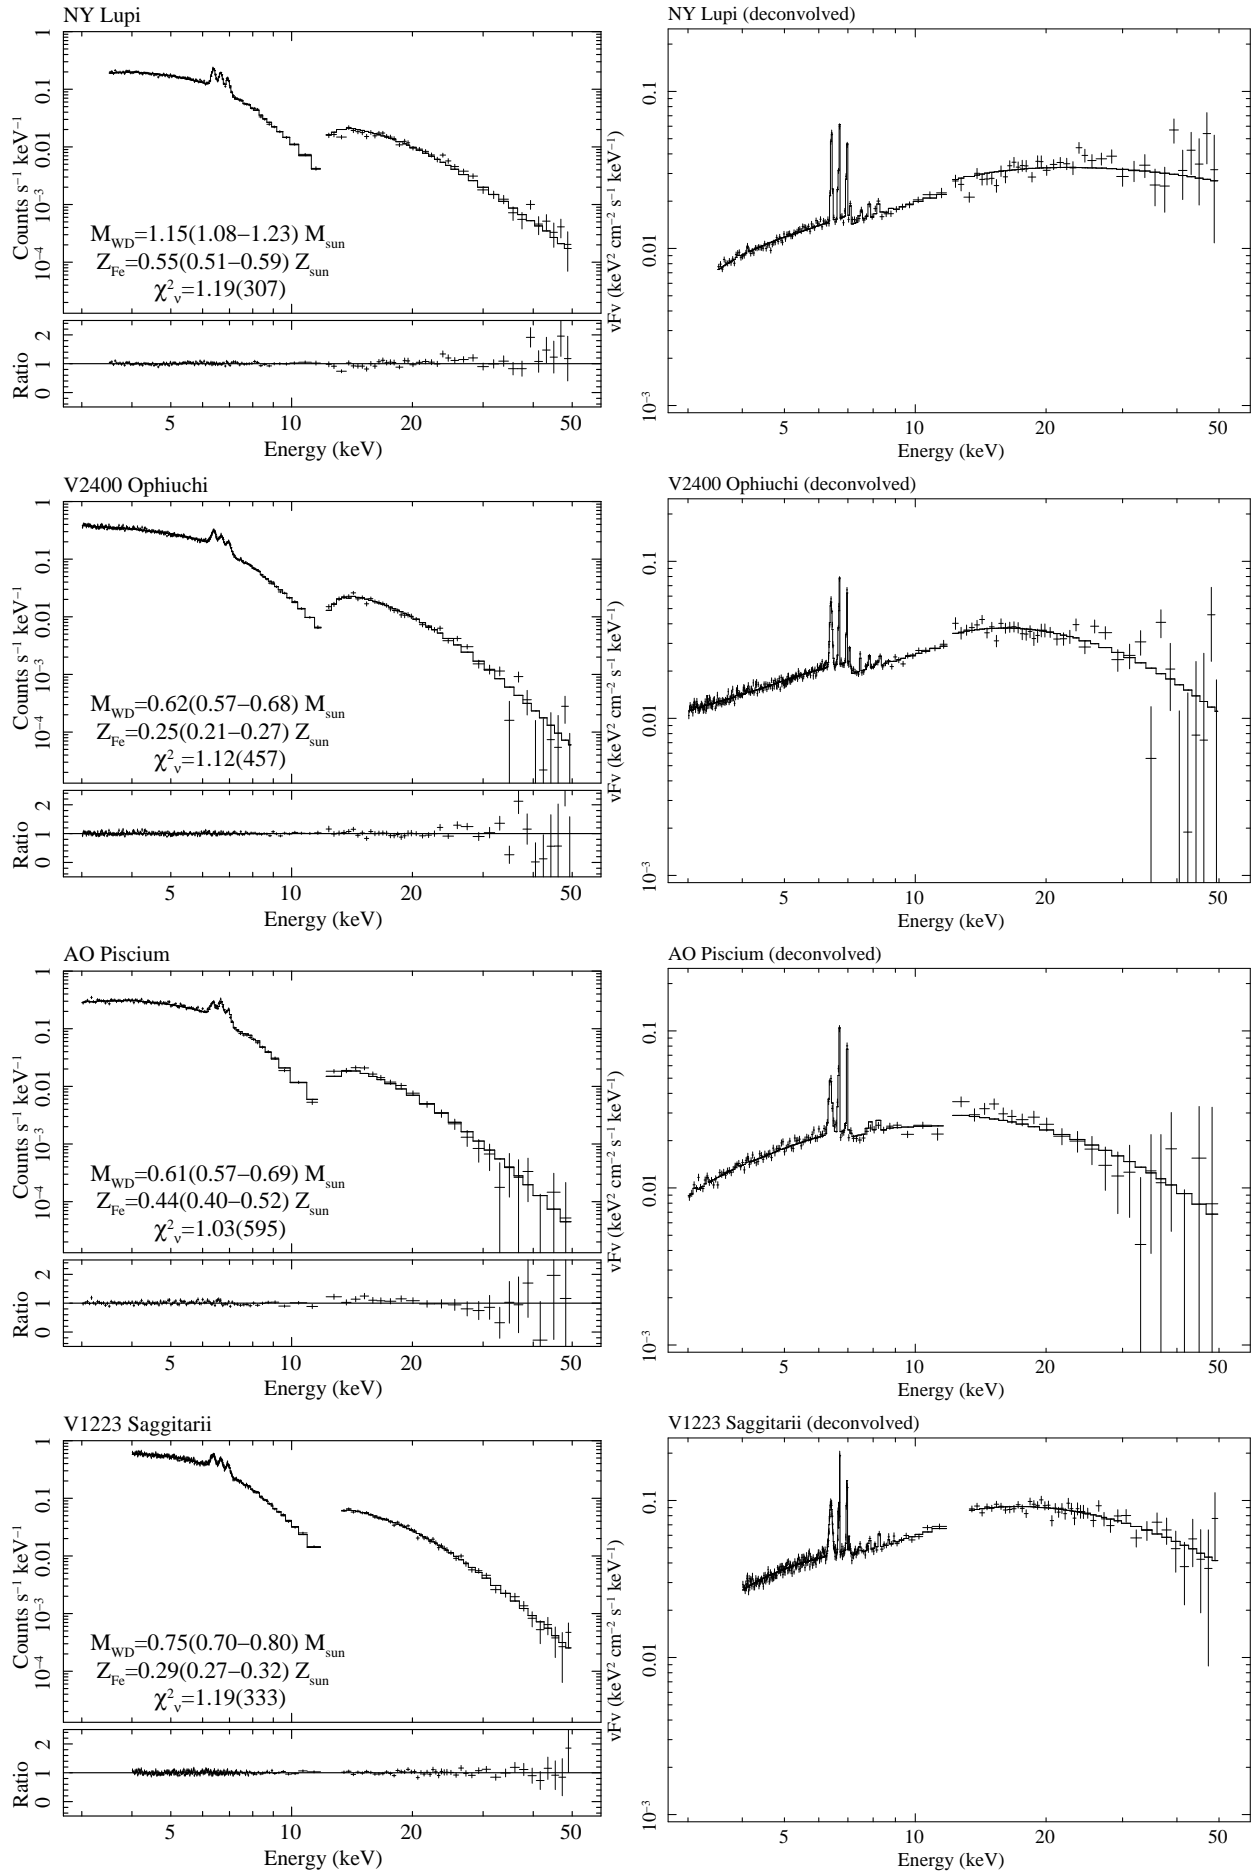 NY Lupi
Counts s⁻¹ keV⁻¹
1
0.1
0.01
10⁻³
10⁻⁴
M_WD=1.15(1.08−1.23) M_sun
Z_Fe=0.55(0.51−0.59) Z_sun
χ²_ν=1.19(307)
Ratio
2
1
0
5 10 20 50
Energy (keV)
NY Lupi (deconvolved)
νFν (keV² cm⁻² s⁻¹ keV⁻¹)
0.1
0.01
10⁻³
5 10 20 50
Energy (keV)
V2400 Ophiuchi
Counts s⁻¹ keV⁻¹
1
0.1
0.01
10⁻³
10⁻⁴
M_WD=0.62(0.57−0.68) M_sun
Z_Fe=0.25(0.21−0.27) Z_sun
χ²_ν=1.12(457)
Ratio
2
1
0
5 10 20 50
Energy (keV)
V2400 Ophiuchi (deconvolved)
νFν (keV² cm⁻² s⁻¹ keV⁻¹)
0.1
0.01
10⁻³
5 10 20 50
Energy (keV)
AO Piscium
Counts s⁻¹ keV⁻¹
1
0.1
0.01
10⁻³
10⁻⁴
M_WD=0.61(0.57−0.69) M_sun
Z_Fe=0.44(0.40−0.52) Z_sun
χ²_ν=1.03(595)
Ratio
2
1
0
5 10 20 50
Energy (keV)
AO Piscium (deconvolved)
νFν (keV² cm⁻² s⁻¹ keV⁻¹)
0.1
0.01
10⁻³
5 10 20 50
Energy (keV)
V1223 Saggitarii
Counts s⁻¹ keV⁻¹
1
0.1
0.01
10⁻³
10⁻⁴
M_WD=0.75(0.70−0.80) M_sun
Z_Fe=0.29(0.27−0.32) Z_sun
χ²_ν=1.19(333)
Ratio
2
1
0
5 10 20 50
Energy (keV)
V1223 Saggitarii (deconvolved)
νFν (keV² cm⁻² s⁻¹ keV⁻¹)
0.1
0.01
10⁻³
5 10 20 50
Energy (keV)